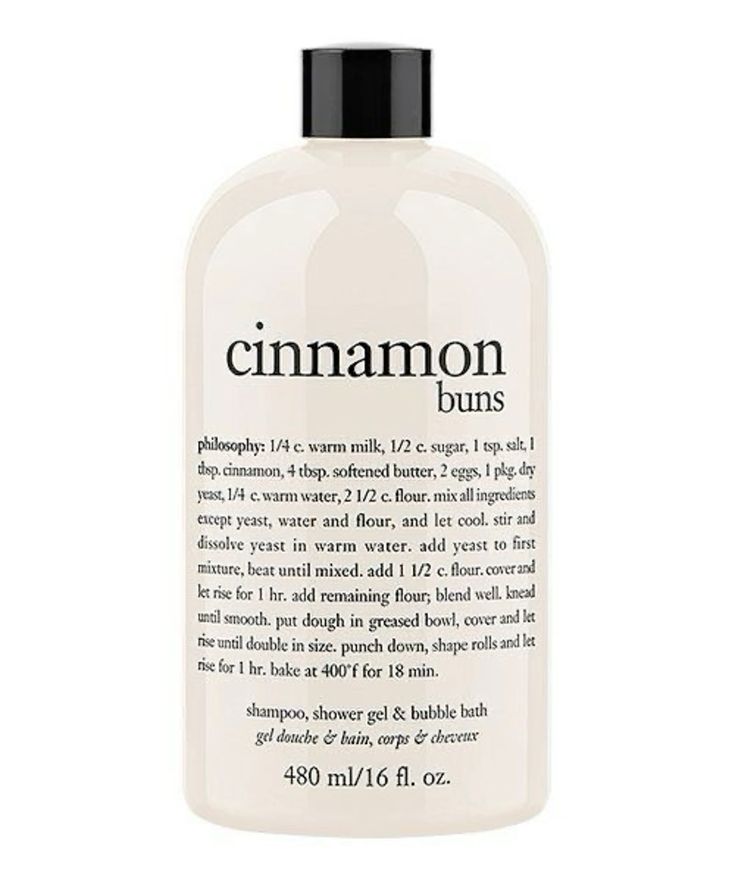 cinnamon
buns
philosophy: 1/4 c. warm milk, 1/2 c. sugar, 1 tsp. salt, 1
tbsp. cinnamon, 4 tbsp. softened butter, 2 eggs, 1 pkg. dry
yeast, 1/4 c. warm water, 2 1/2 c. flour. mix all ingredients
except yeast, water and flour, and let cool. stir and
dissolve yeast in warm water. add yeast to first
mixture, beat until mixed. add 1 1/2 c. flour. cover and
let rise for 1 hr. add remaining flour; blend well. knead
until smooth. put dough in greased bowl, cover and let
rise until double in size. punch down, shape rolls and let
rise for 1 hr. bake at 400°f for 18 min.
shampoo, shower gel & bubble bath
gel douche & bain, corps & cheveux
480 ml/16 fl. oz.